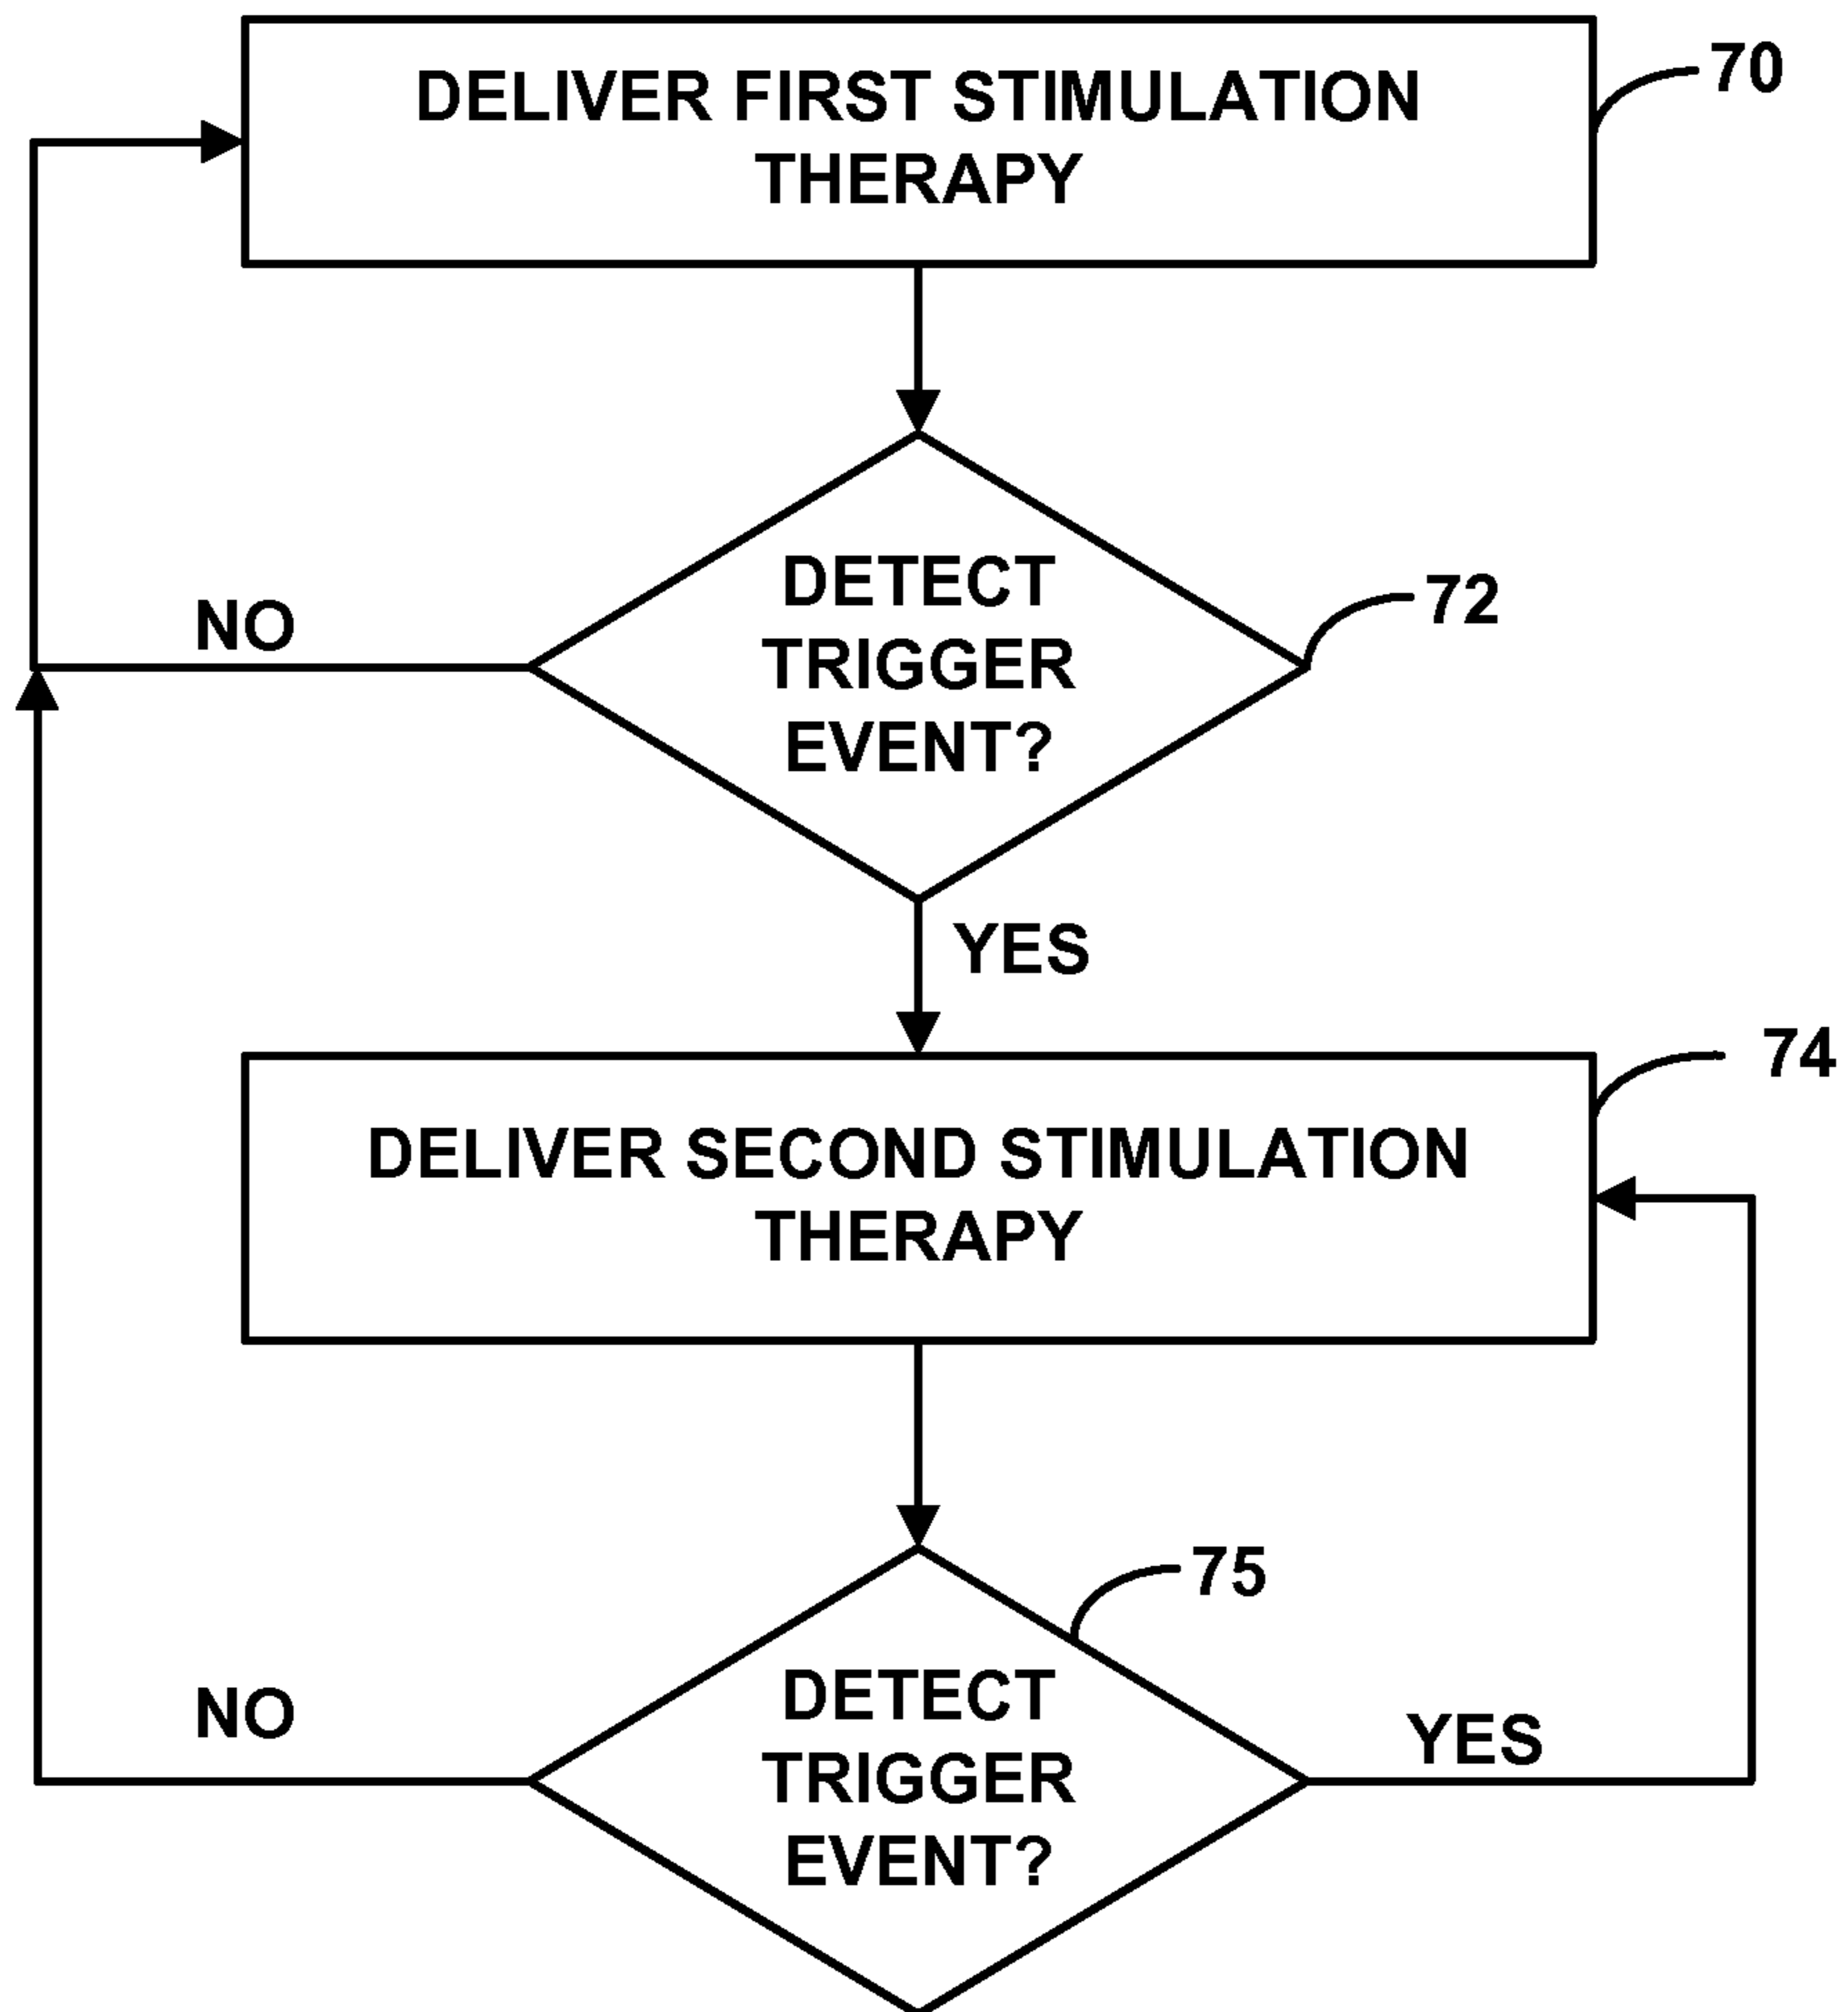 DELIVER FIRST STIMULATION
THERAPY
70
DETECT
TRIGGER
EVENT?
72
NO
YES
74
DELIVER SECOND STIMULATION
THERAPY
75
DETECT
TRIGGER
EVENT?
NO
YES